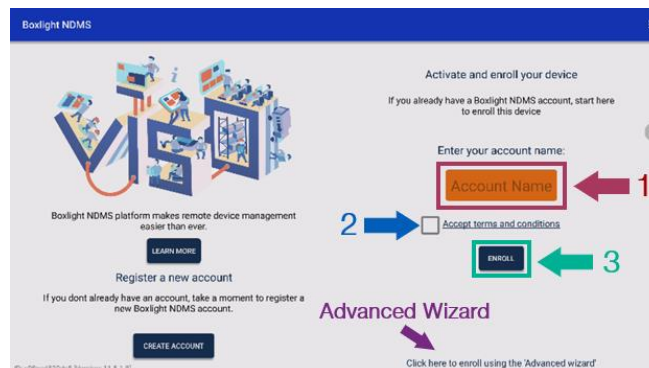 Boxlight NDMS
VISO
Boxlight NDMS platform makes remote device management
easier than ever.
LEARN MORE
Register a new account
If you dont already have an account, take a moment to register a
new Boxlight NDMS account.
CREATE ACCOUNT
Activate and enroll your device
If you already have a Boxlight NDMS account, start here
to enroll this device
Enter your account name:
Account Name
1
2
Accept terms and conditions
ENROLL
3
Advanced Wizard
Click here to enroll using the 'Advanced wizard'